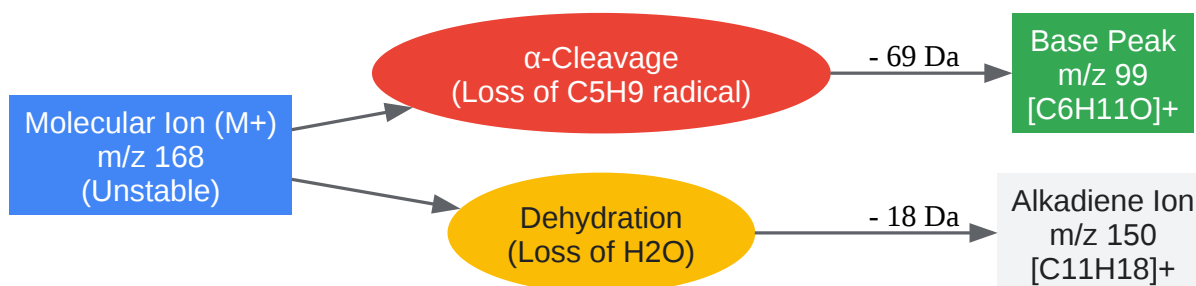 Molecular Ion (M+)
m/z 168
(Unstable)
α-Cleavage
(Loss of C5H9 radical)
- 69 Da
Base Peak
m/z 99
[C6H11O]+
Dehydration
(Loss of H2O)
- 18 Da
Alkadiene Ion
m/z 150
[C11H18]+